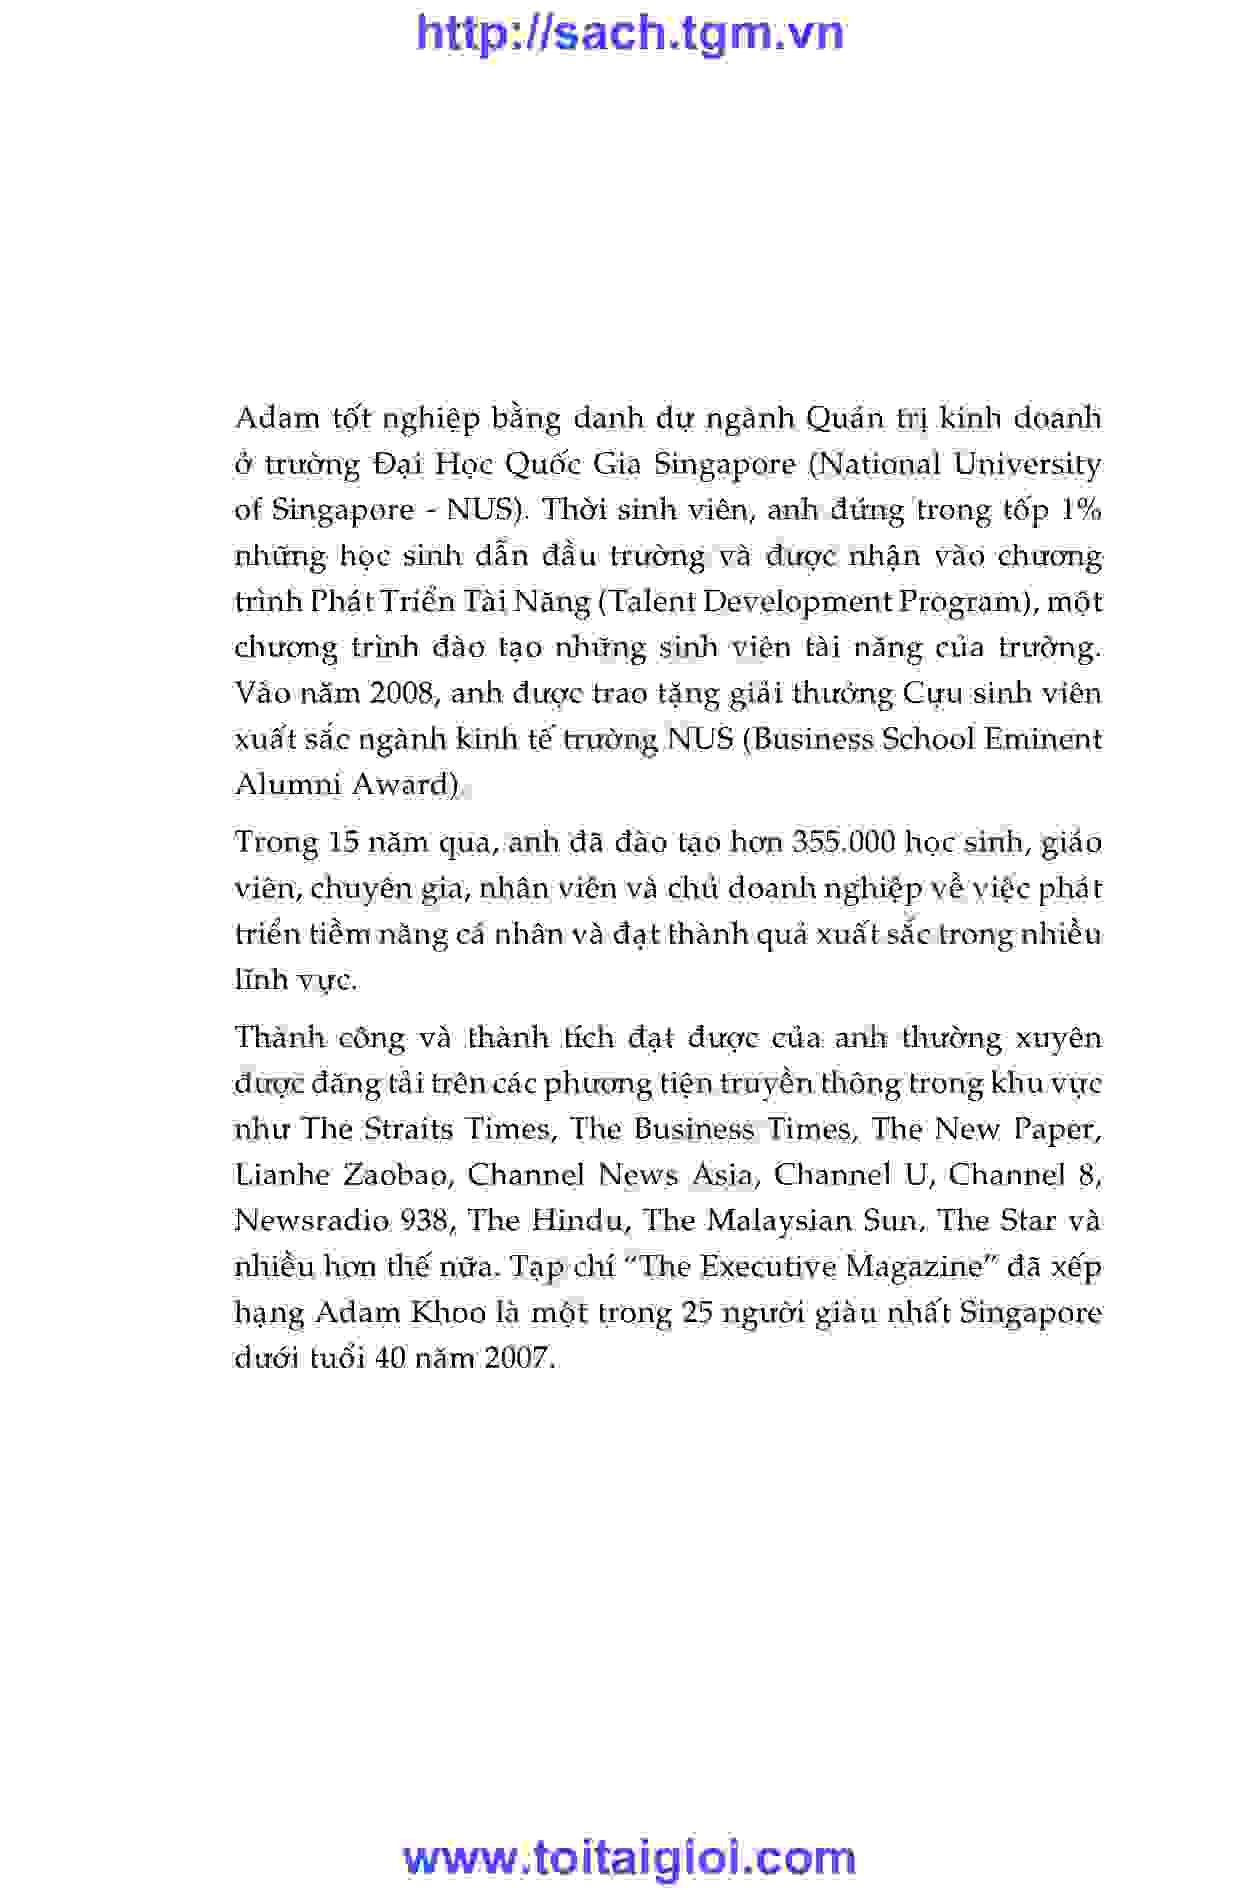 http://sach.tgm.vn
Adam tốt nghiệp bằng danh dự ngành Quản trị kinh doanh
ở trường Đại Học Quốc Gia Singapore (National University
of Singapore - NUS). Thời sinh viên, anh đứng trong tốp 1%
những học sinh dẫn đầu trường và được nhận vào chương
trình Phát Triển Tài Năng (Talent Development Program), một
chương trình đào tạo những sinh viên tài năng của trường.
Vào năm 2008, anh được trao tặng giải thưởng Cựu sinh viên
xuất sắc ngành kinh tế trường NUS (Business School Eminent
Alumni Award).
Trong 15 năm qua, anh đã đào tạo hơn 355.000 học sinh, giáo
viên, chuyên gia, nhân viên và chủ doanh nghiệp về việc phát
triển tiềm năng cá nhân và đạt thành quả xuất sắc trong nhiều
lĩnh vực.
Thành công và thành tích đạt được của anh thường xuyên
được đăng tải trên các phương tiện truyền thông trong khu vực
như The Straits Times, The Business Times, The New Paper,
Lianhe Zaobao, Channel News Asia, Channel U, Channel 8,
Newsradio 938, The Hindu, The Malaysian Sun, The Star và
nhiều hơn thế nữa. Tạp chí “The Executive Magazine” đã xếp
hạng Adam Khoo là một trong 25 người giàu nhất Singapore
dưới tuổi 40 năm 2007.
www.toitaigioi.com